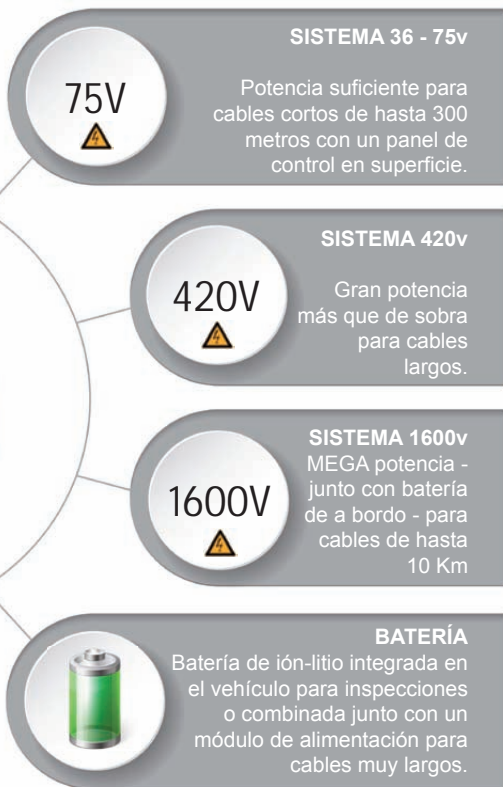 75V
SISTEMA 36 - 75v
Potencia suficiente para
cables cortos de hasta 300
metros con un panel de
control en superficie.
420V
SISTEMA 420v
Gran potencia
más que de sobra
para cables
largos.
1600V
SISTEMA 1600v
MEGA potencia -
junto con batería
de a bordo - para
cables de hasta
10 Km
BATERÍA
Batería de ión-litio integrada en
el vehículo para inspecciones
o combinada junto con un
módulo de alimentación para
cables muy largos.